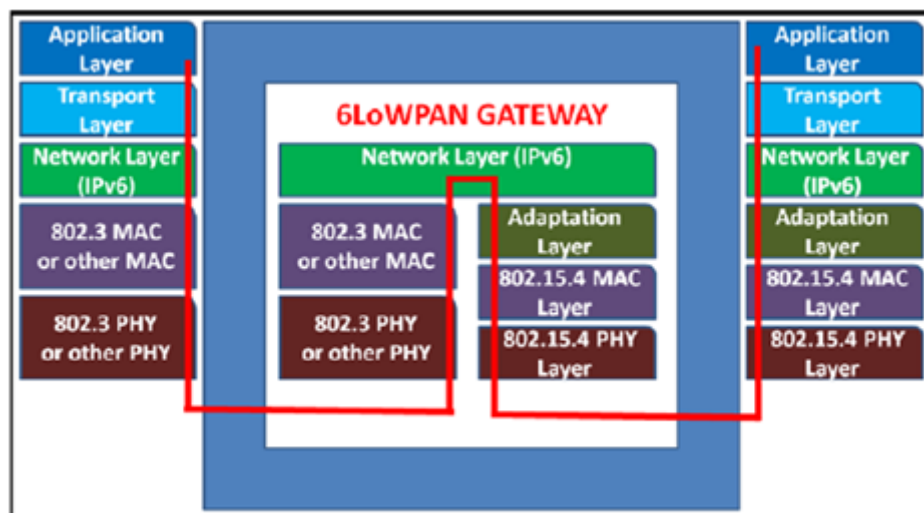 Application
Layer
Transport
Layer
Network Layer
(IPv6)
802.3 MAC
or other MAC
802.3 PHY
or other PHY
6LoWPAN GATEWAY
Network Layer (IPv6)
802.3 MAC
or other MAC
802.3 PHY
or other PHY
Adaptation
Layer
802.15.4 MAC
Layer
802.15.4 PHY
Layer
Application
Layer
Transport
Layer
Network Layer
(IPv6)
Adaptation
Layer
802.15.4 MAC
Layer
802.15.4 PHY
Layer